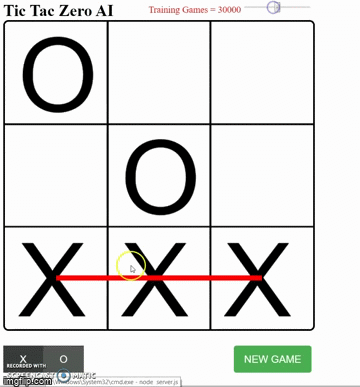 Tic Tac Zero AI
Training Games = 30000
O
O
X X X
X O
NEW GAME
RECORDED WITH
SCREENCAST MATIC
Windows\System32\cmd.exe - node server.js
imgflip.com